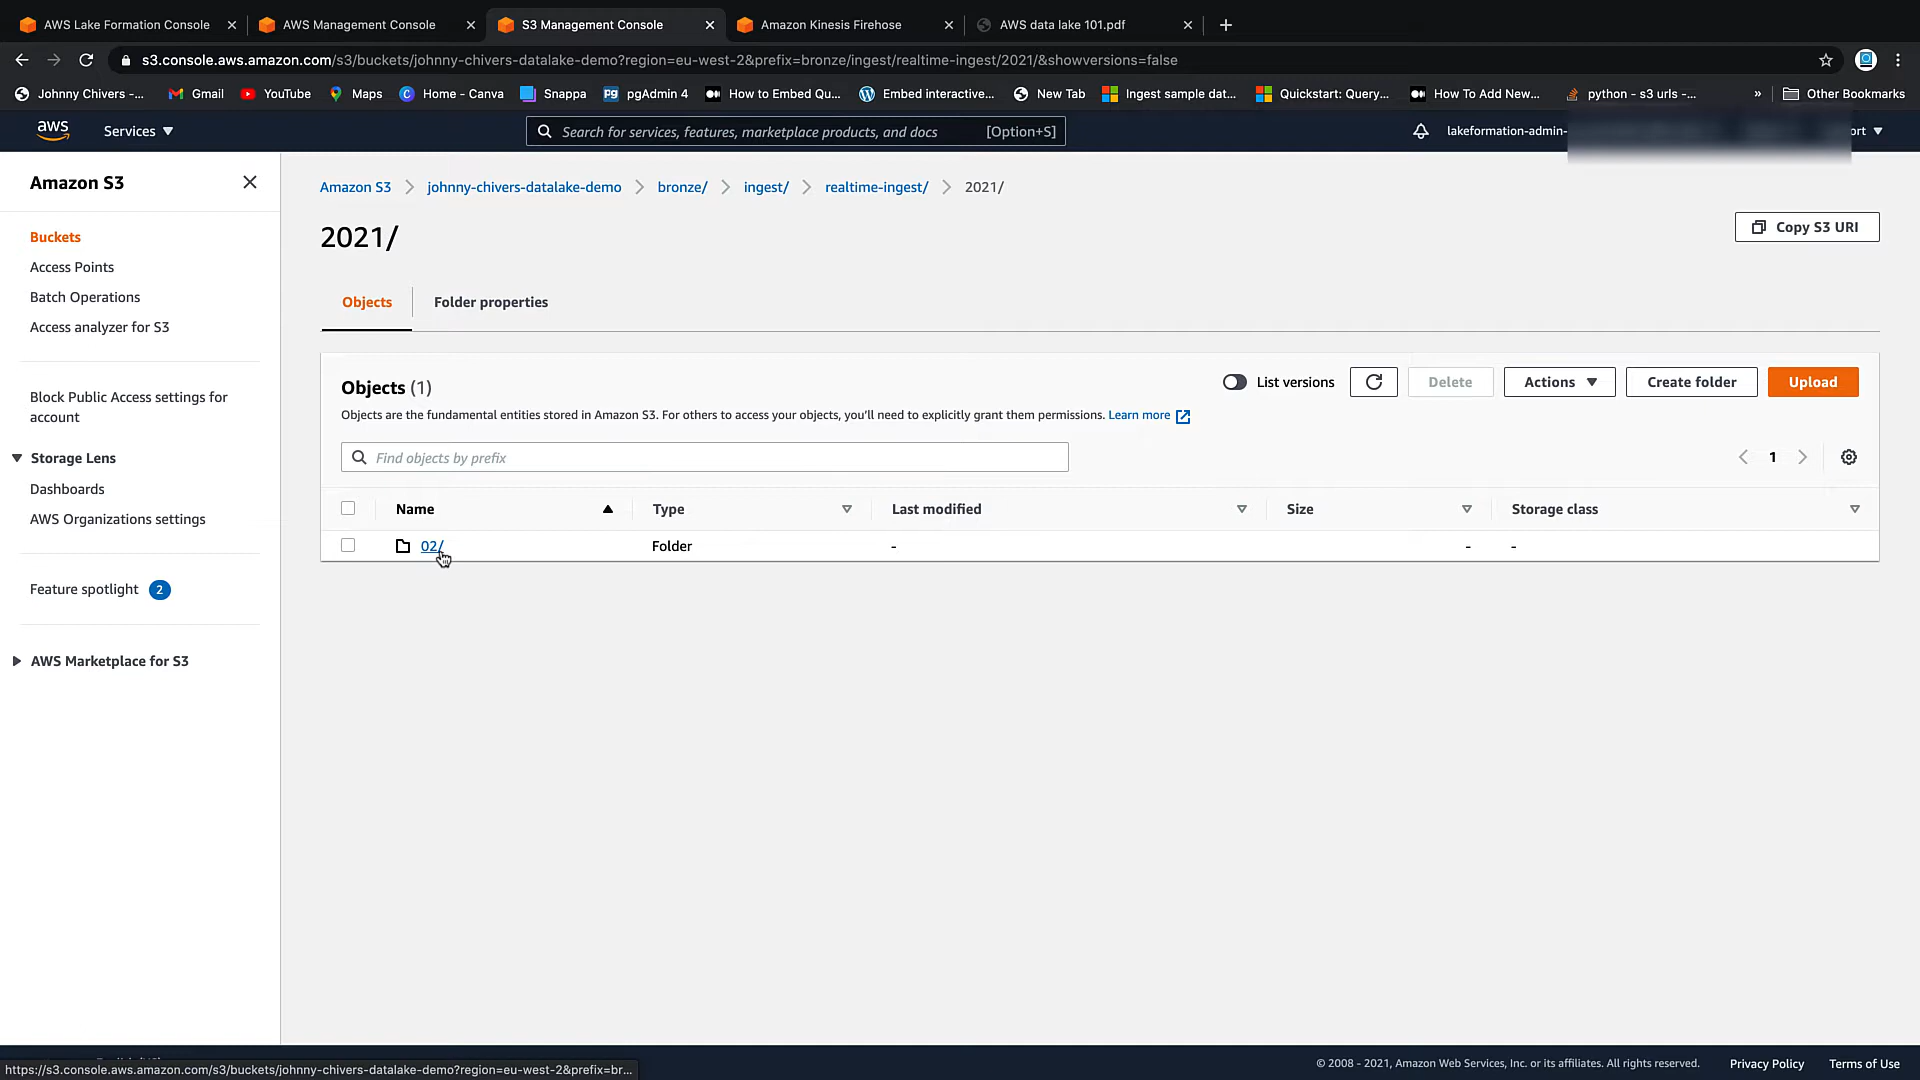 AWS Lake Formation Console
AWS Management Console
S3 Management Console
Amazon Kinesis Firehose
AWS data lake 101.pdf
s3.console.aws.amazon.com/s3/buckets/johnny-chivers-datalake-demo?region=eu-west-2&prefix=bronze/ingest/realtime-ingest/2021/&showversions=false
Johnny Chivers -... Gmail YouTube Maps Home - Canva Snappa pgAdmin 4 How to Embed Qu... Embed interactive... New Tab Ingest sample dat... Quickstart: Query... How To Add New... python - s3 urls -... » Other Bookmarks
aws Services Search for services, features, marketplace products, and docs [Option+S] lakeformation-admin- ort
Amazon S3
Buckets
Access Points
Batch Operations
Access analyzer for S3
Block Public Access settings for
account
Storage Lens
Dashboards
AWS Organizations settings
Feature spotlight 2
AWS Marketplace for S3
Amazon S3 johnny-chivers-datalake-demo bronze/ ingest/ realtime-ingest/ 2021/
2021/
Copy S3 URI
Objects Folder properties
Objects (1)
List versions Delete Actions Create folder Upload
Objects are the fundamental entities stored in Amazon S3. For others to access your objects, you'll need to explicitly grant them permissions. Learn more
Find objects by prefix
1
Name Type Last modified Size Storage class
02/ Folder - - -
https://s3.console.aws.amazon.com/s3/buckets/johnny-chivers-datalake-demo?region=eu-west-2&prefix=br...
© 2008 - 2021, Amazon Web Services, Inc. or its affiliates. All rights reserved. Privacy Policy Terms of Use